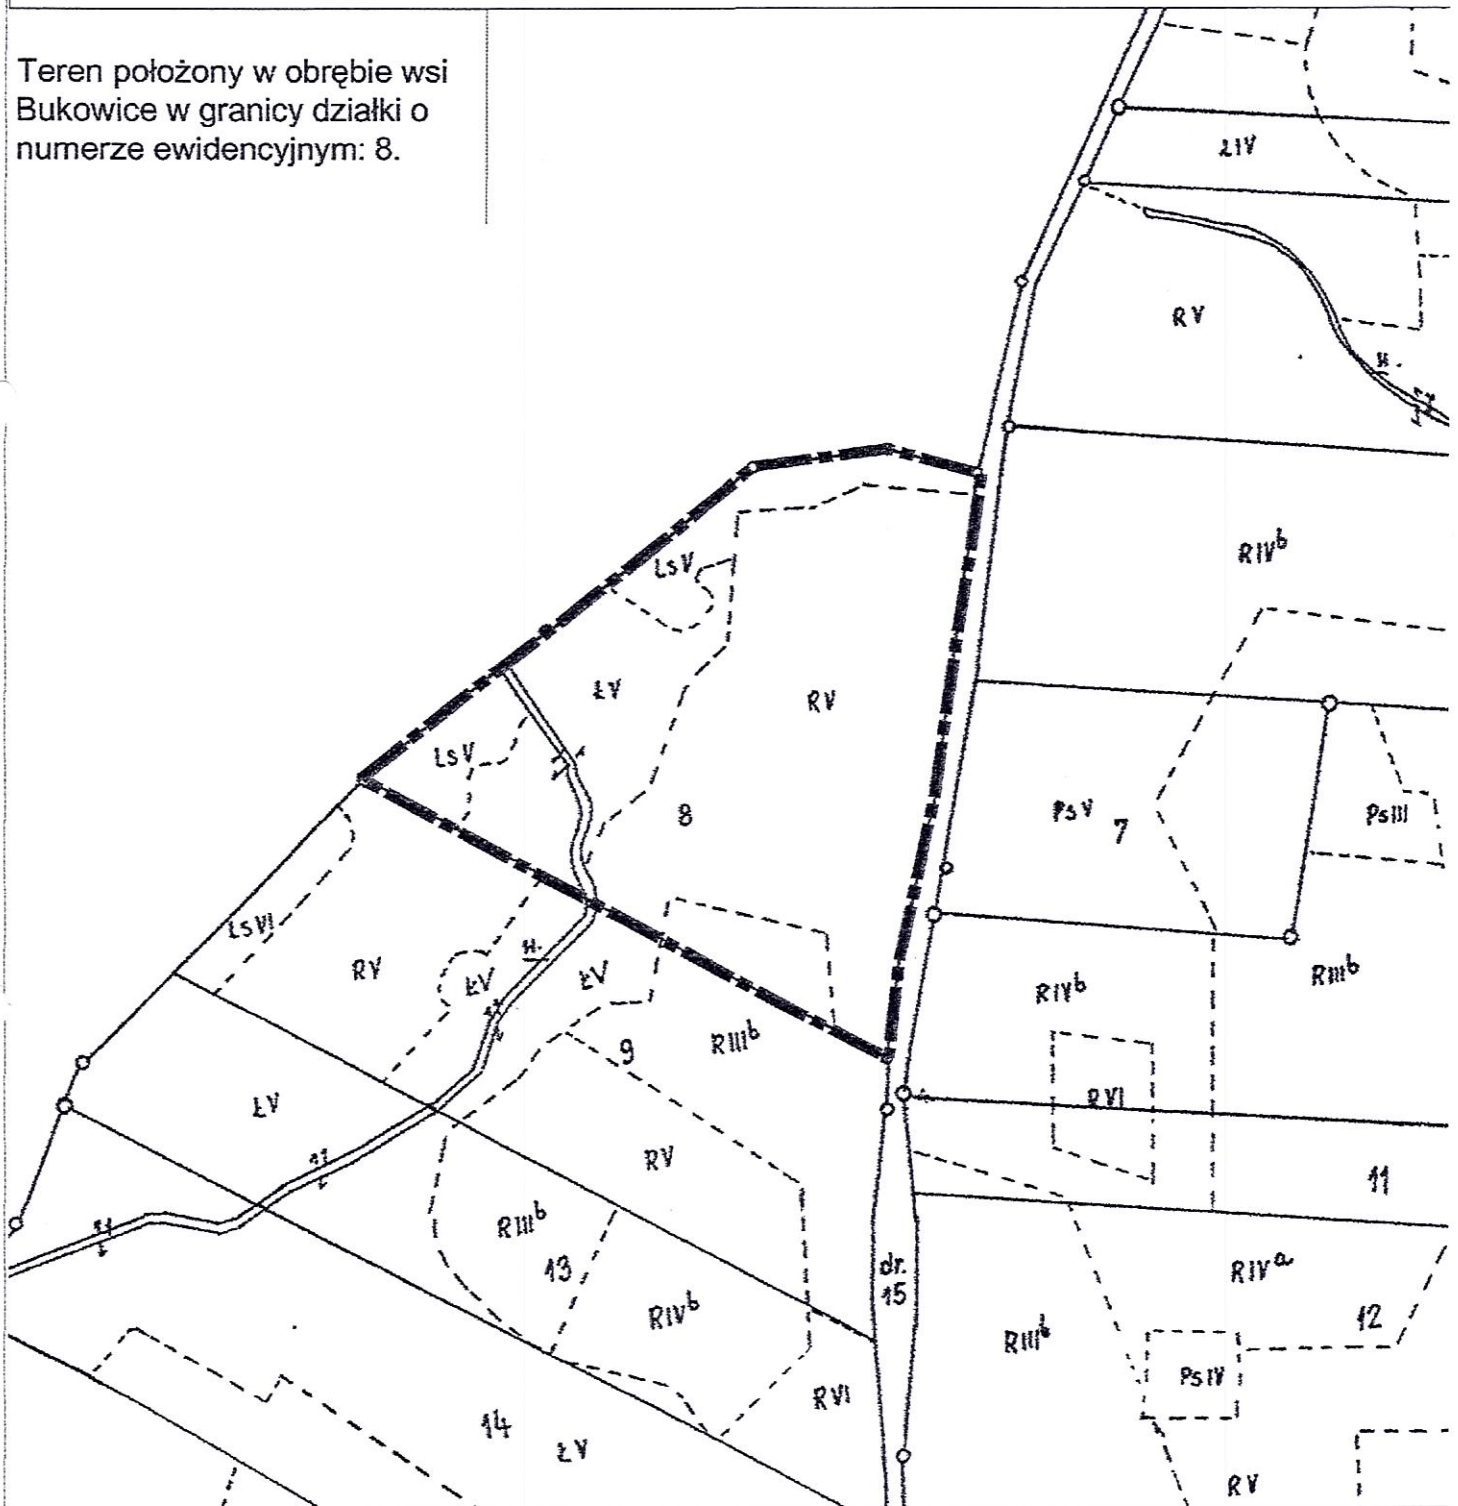 Teren położony w obrębie wsi
Bukowice w granicy działki o
numerze ewidencyjnym: 8.
ŁIV
RV
H.
RIVb
LsV
ŁV
RV
LsV
8
PsV
7
PsIII
LsVI
RV
ŁV
H.
ŁV
RIIIb
9
RIVb
RIIIb
RVI
ŁV
RV
11
RIIIb
13
RIVb
dr.
15
RIVa
12
RIIIb
PsIV
RVI
14
ŁV
RV